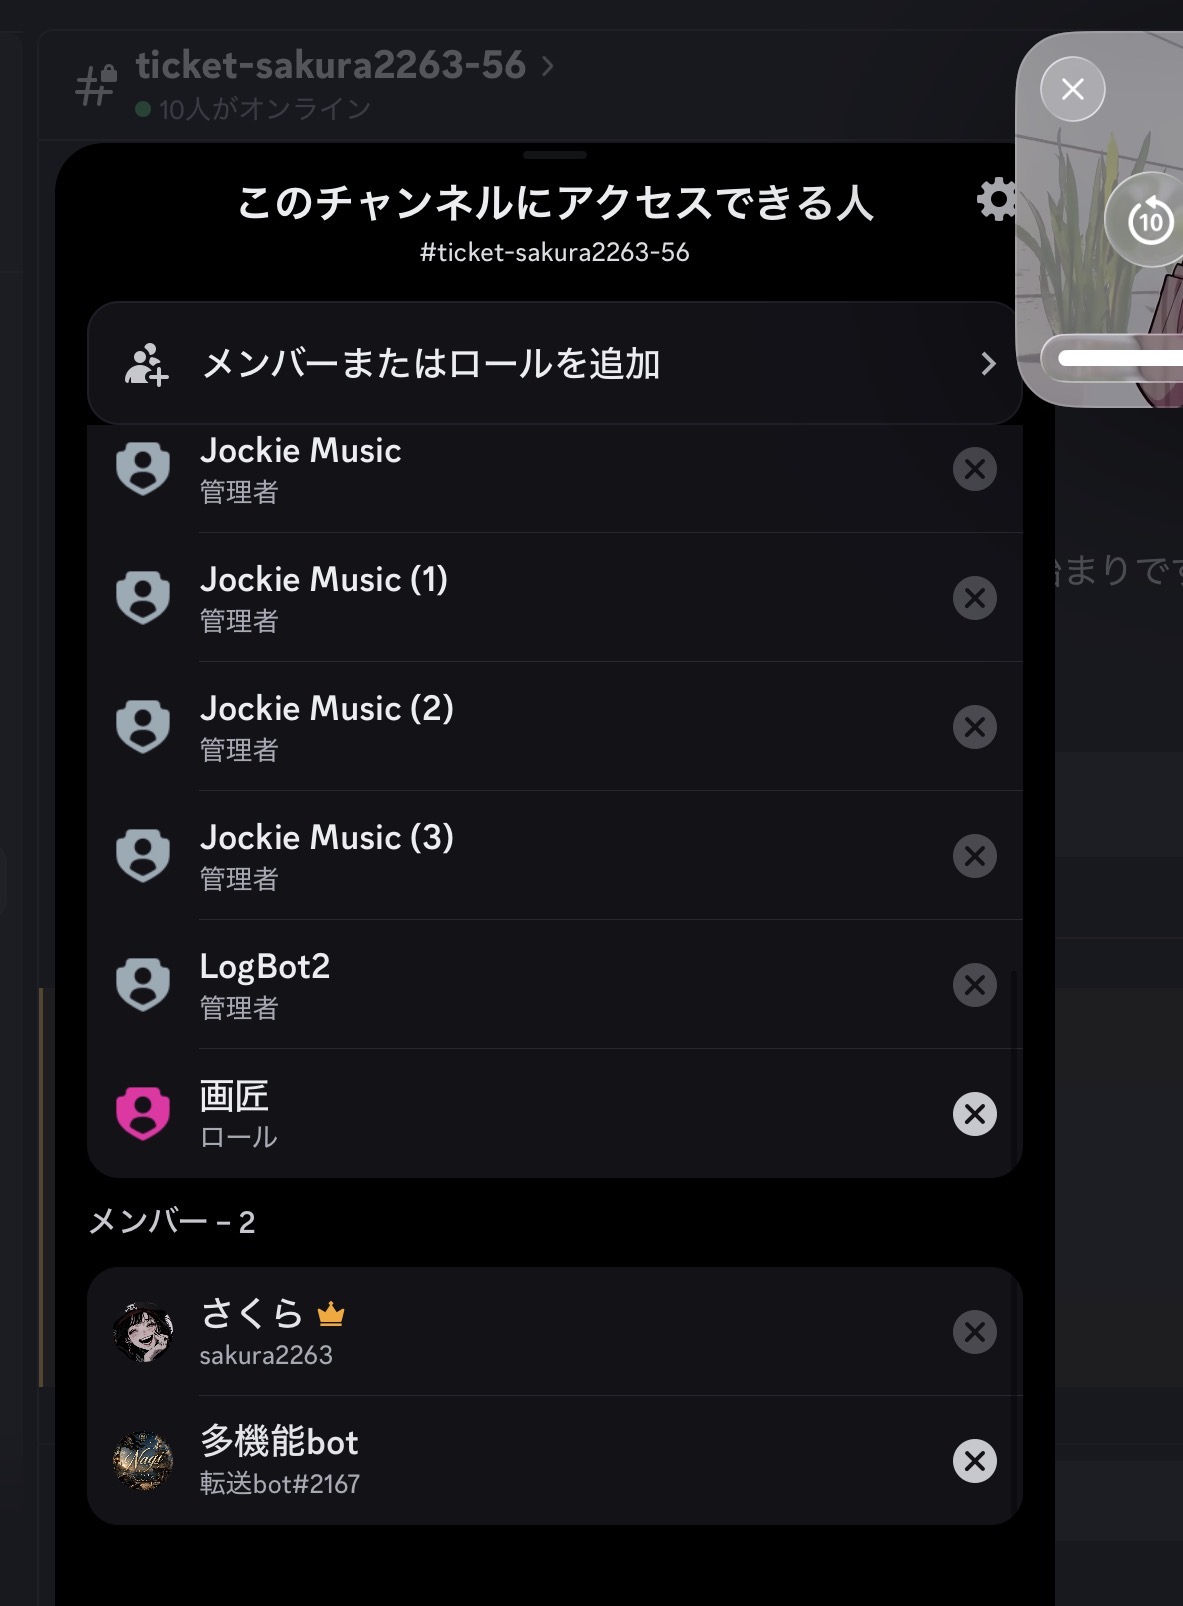 ticket-sakura2263-56
10人がオンライン
このチャンネルにアクセスできる人
#ticket-sakura2263-56
10
メンバーまたはロールを追加
Jockie Music
管理者
Jockie Music (1)
管理者
まりです
Jockie Music (2)
管理者
Jockie Music (3)
管理者
LogBot2
管理者
画匠
ロール
メンバー – 2
さくら
sakura2263
多機能bot
Nagi
転送bot#2167